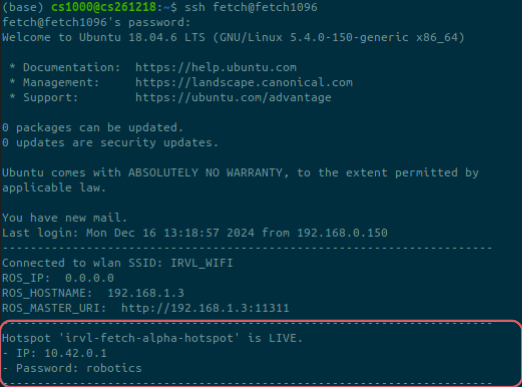 (base) cs1000@cs261218:~$ ssh fetch@fetch1096
fetch@fetch1096's password:
Welcome to Ubuntu 18.04.6 LTS (GNU/Linux 5.4.0-150-generic x86_64)
* Documentation:  https://help.ubuntu.com
* Management:     https://landscape.canonical.com
* Support:        https://ubuntu.com/advantage
0 packages can be updated.
0 updates are security updates.
Ubuntu comes with ABSOLUTELY NO WARRANTY, to the extent permitted by
applicable law.
You have new mail.
Last login: Mon Dec 16 13:18:57 2024 from 192.168.0.150
----------------------------------------------------------------------
Connected to wlan SSID: IRVL_WIFI
ROS_IP:  0.0.0.0
ROS_HOSTNAME:  192.168.1.3
ROS_MASTER_URI:  http://192.168.1.3:11311
----------------------------------------------------------------------
Hotspot 'irvl-fetch-alpha-hotspot' is LIVE.
- IP: 10.42.0.1
- Password: robotics
----------------------------------------------------------------------